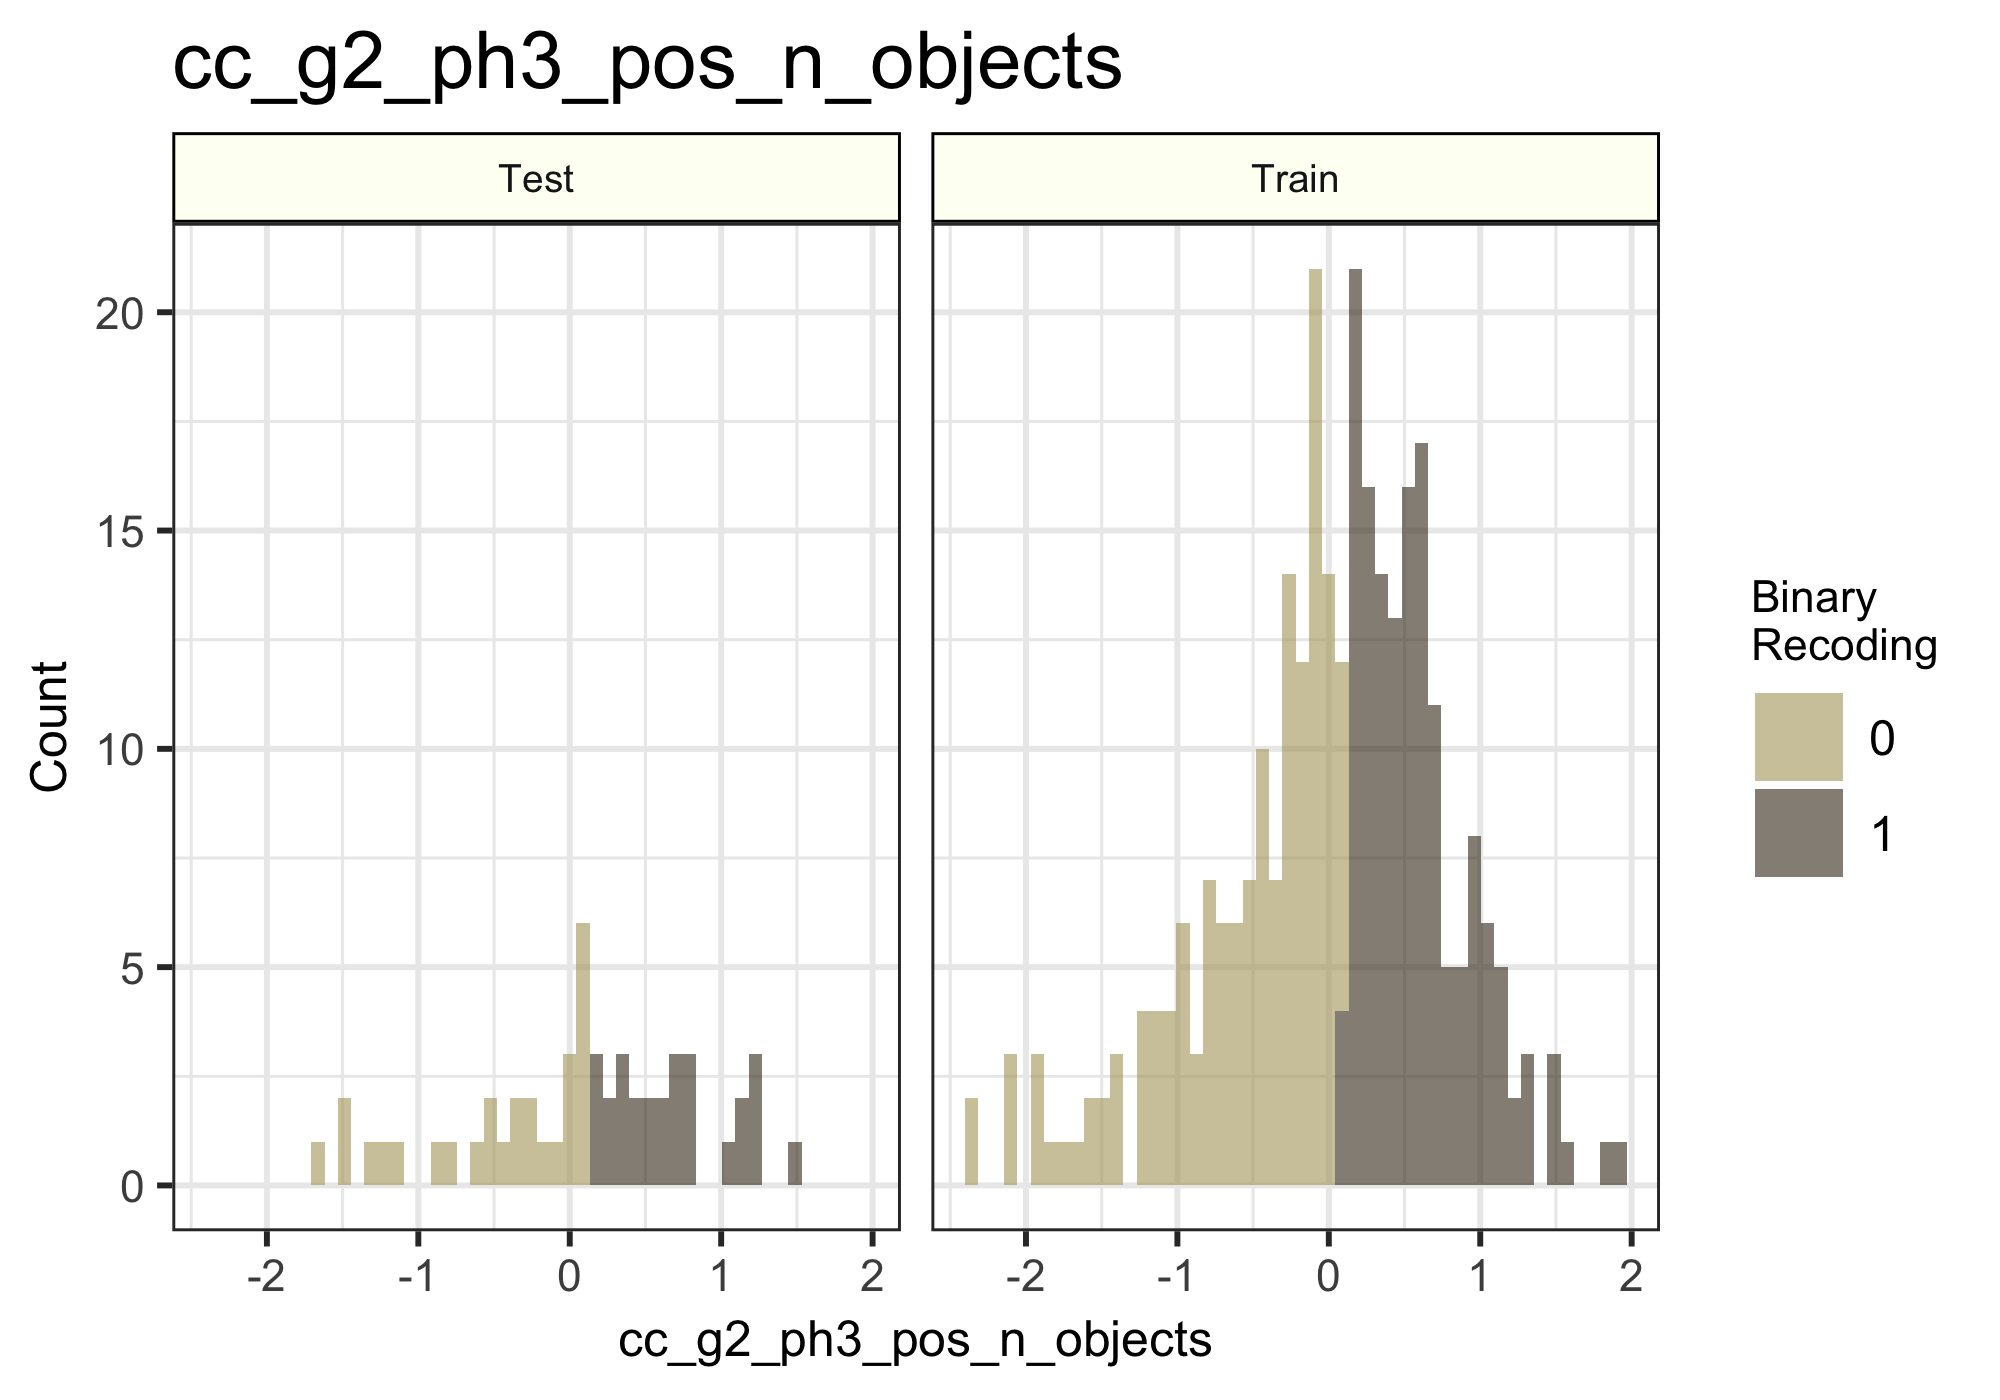 cc_g2_ph3_pos_n_objects
Test
Train
20
15
10
5
0
Count
-2 -1 0 1 2
-2 -1 0 1 2
cc_g2_ph3_pos_n_objects
Binary
Recoding
0
1